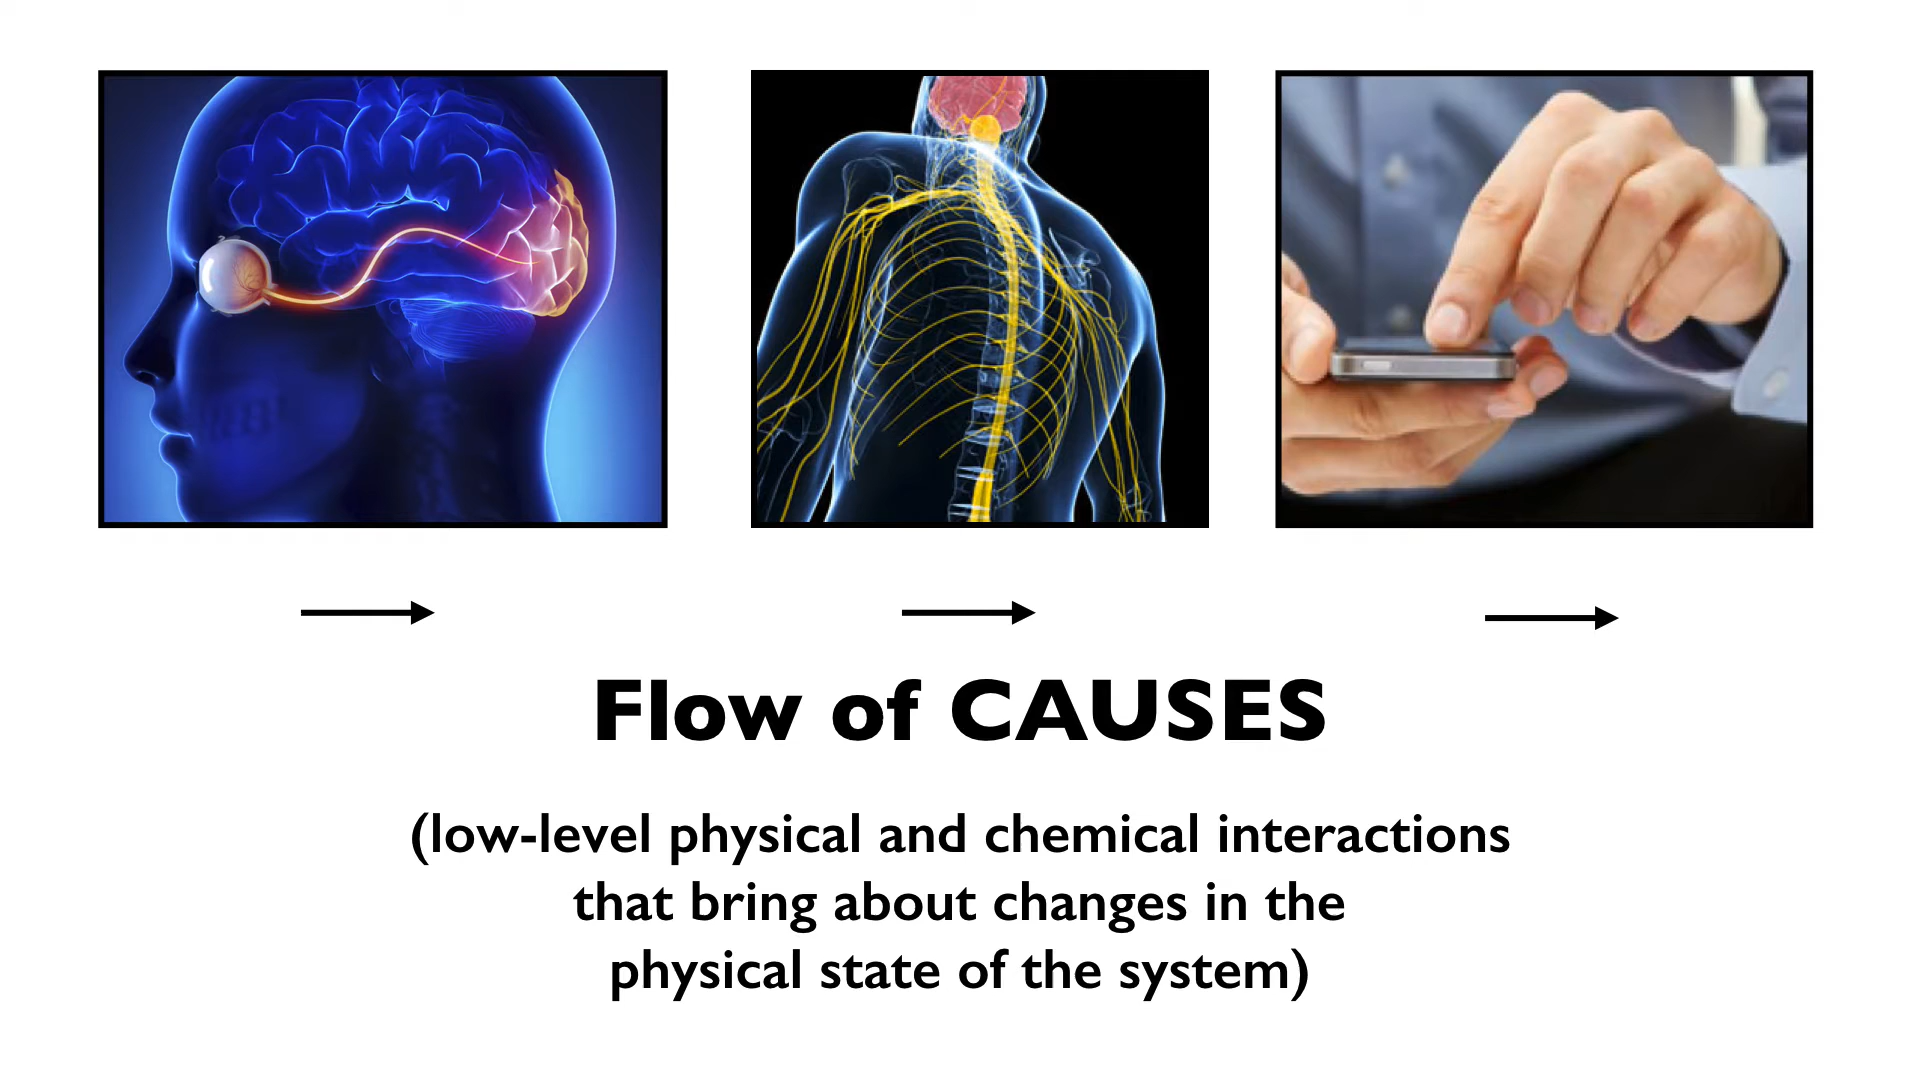 Flow of CAUSES
(low-level physical and chemical interactions
that bring about changes in the
physical state of the system)